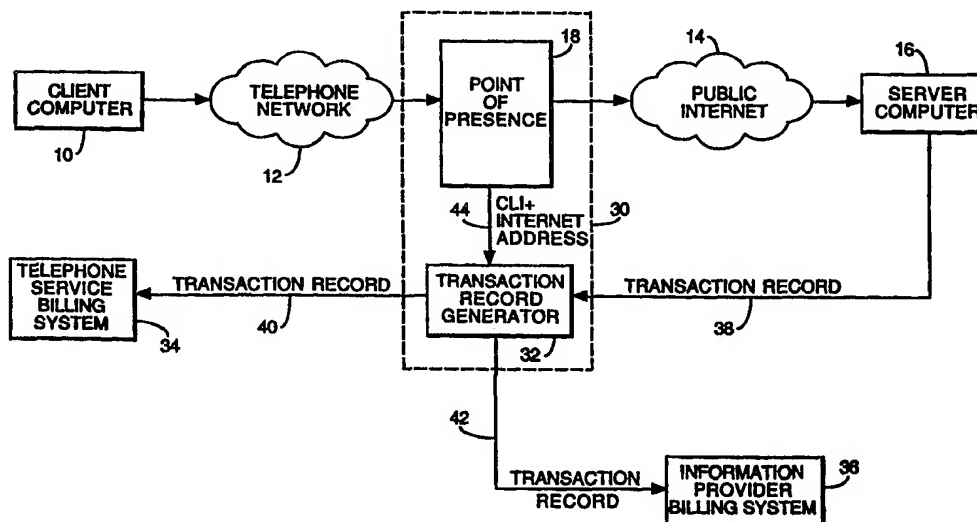 CLIENT
COMPUTER
10
TELEPHONE
NETWORK
12
18
POINT
OF
PRESENCE
14
PUBLIC
INTERNET
16
SERVER
COMPUTER
44
CLI+
INTERNET
ADDRESS
30
TELEPHONE
SERVICE
BILLING
SYSTEM
34
TRANSACTION RECORD
40
TRANSACTION
RECORD
GENERATOR
32
TRANSACTION RECORD
38
42
TRANSACTION
RECORD
INFORMATION
PROVIDER
BILLING SYSTEM
36